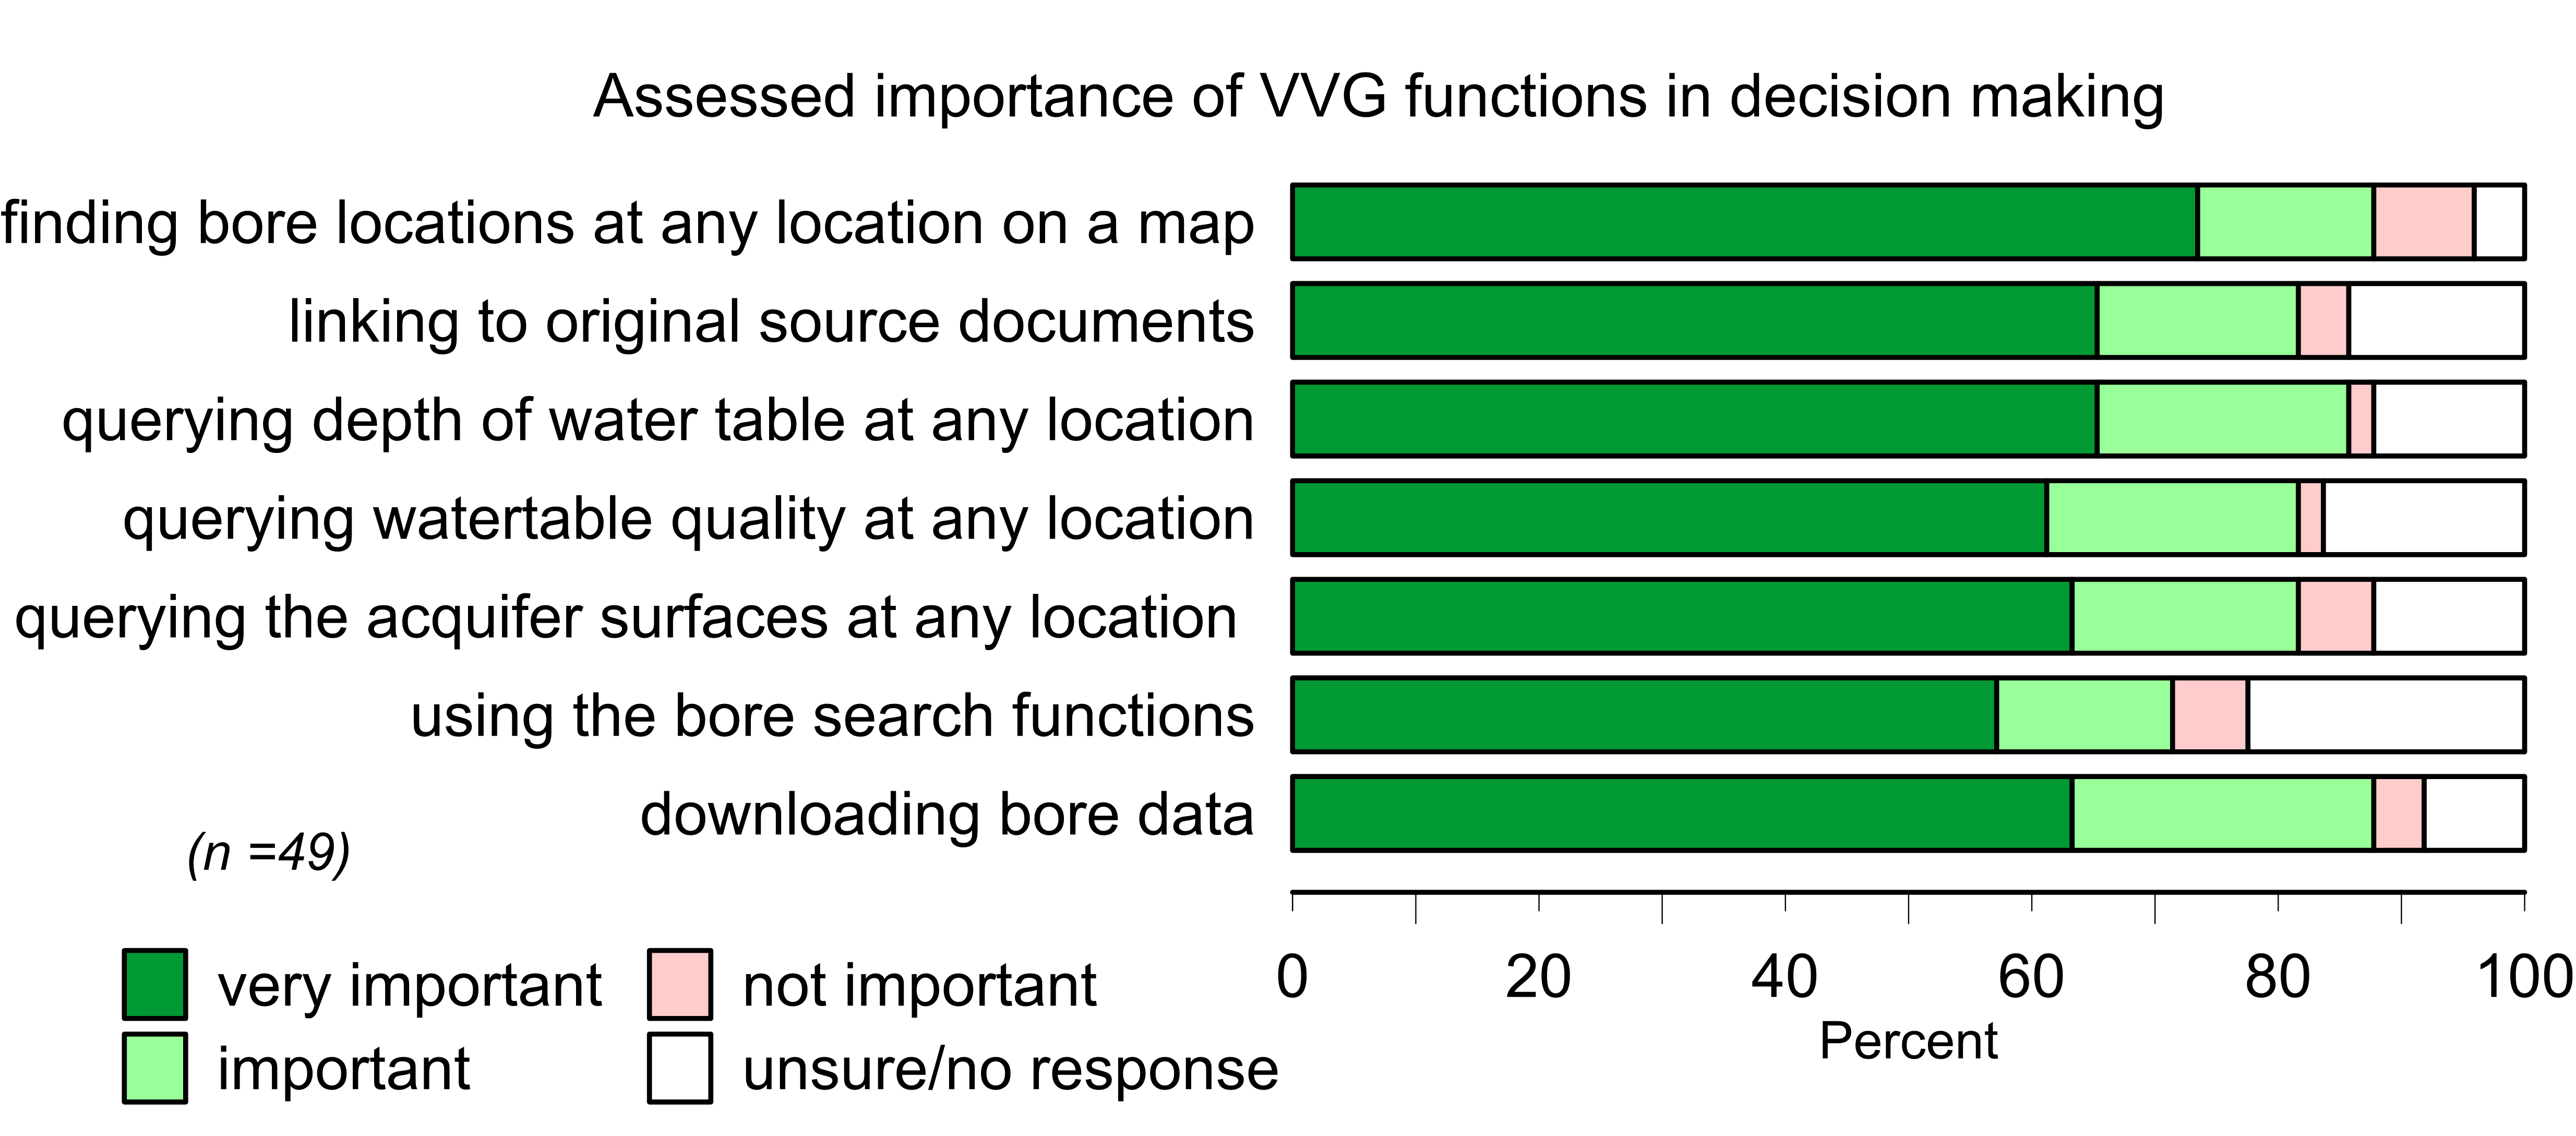 Assessed importance of VVG functions in decision making
finding bore locations at any location on a map
linking to original source documents
querying depth of water table at any location
querying watertable quality at any location
querying the acquifer surfaces at any location
using the bore search functions
downloading bore data
(n =49)
0 20 40 60 80 100
Percent
very important
important
not important
unsure/no response